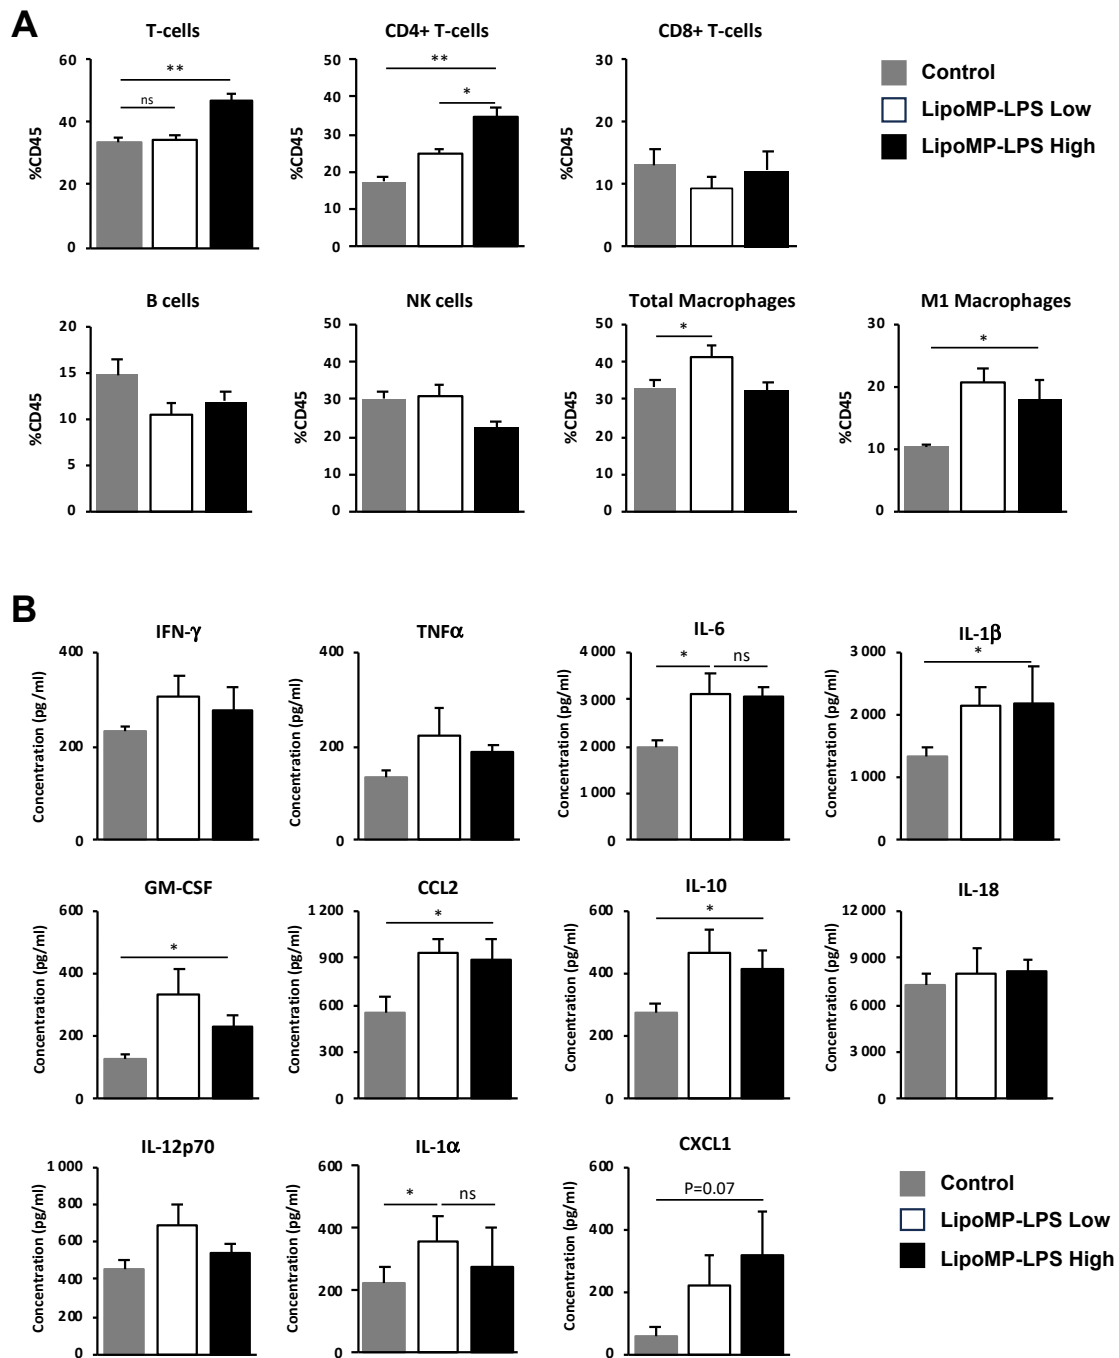 A
T-cells
CD4+ T-cells
CD8+ T-cells
60
40
20
0
%CD45
**
ns
50
40
30
20
10
0
%CD45
**
*
30
20
10
0
%CD45
Control
LipoMP-LPS Low
LipoMP-LPS High
B cells
NK cells
Total Macrophages
M1 Macrophages
20
15
10
5
0
%CD45
50
40
30
20
10
0
%CD45
50
40
30
20
10
0
%CD45
*
30
20
10
0
%CD45
*
B
IFN-γ
TNFα
IL-6
IL-1β
400
200
0
Concentration (pg/ml)
400
200
0
Concentration (pg/ml)
4 000
3 000
2 000
1 000
0
Concentration (pg/ml)
*
ns
3 000
2 000
1 000
0
Concentration (pg/ml)
*
GM-CSF
CCL2
IL-10
IL-18
600
400
200
0
Concentration (pg/ml)
*
1 200
900
600
300
0
Concentration (pg/ml)
*
600
400
200
0
Concentration (pg/ml)
*
12 000
9 000
6 000
3 000
0
Concentration (pg/ml)
IL-12p70
IL-1α
CXCL1
1 000
800
600
400
200
0
Concentration (pg/ml)
600
400
200
0
Concentration (pg/ml)
*
ns
600
400
200
0
Concentration (pg/ml)
P=0.07
Control
LipoMP-LPS Low
LipoMP-LPS High